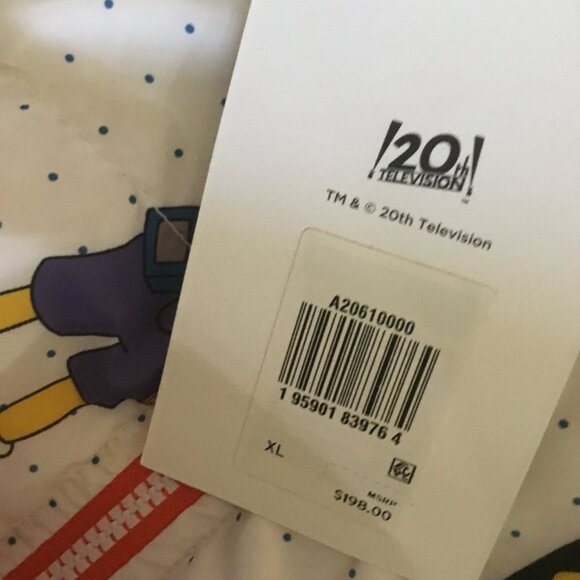 20th
TELEVISION
TM
TM & © 20th Television
A20610000
1 95901 83976 4
XL
MSRP
$198.00